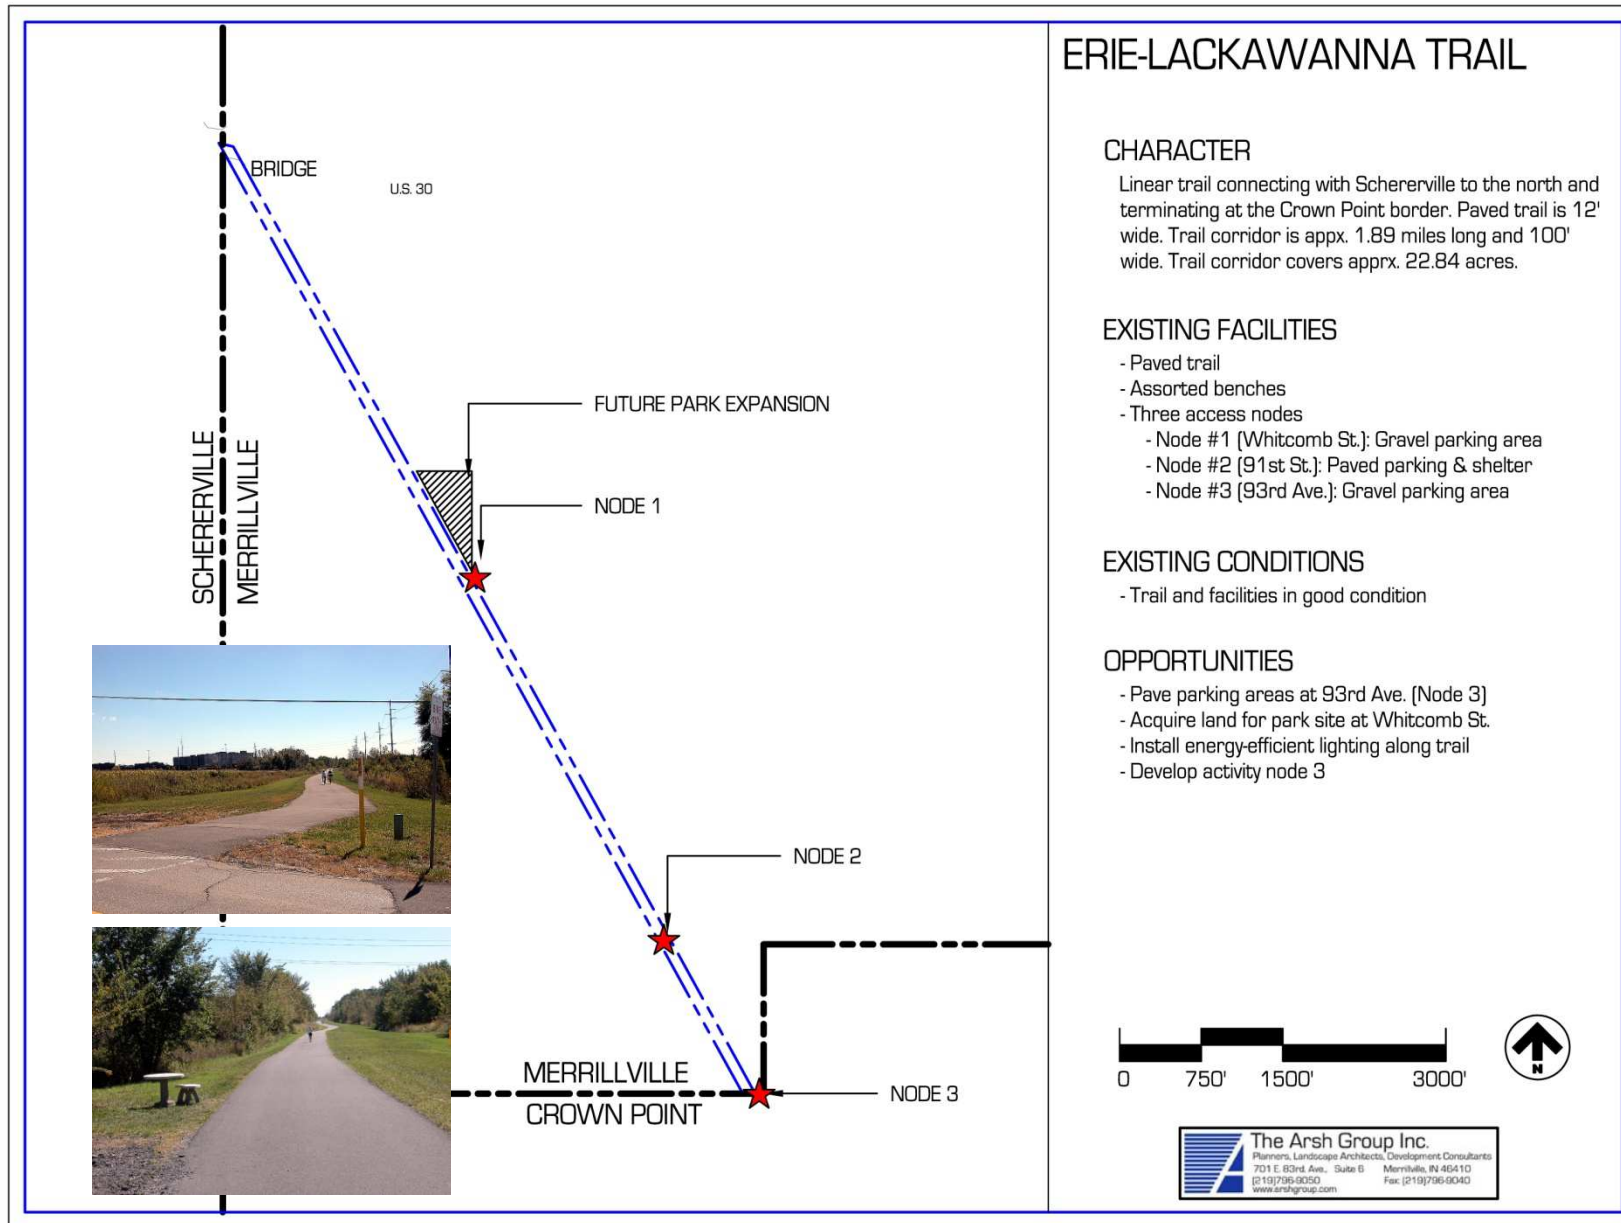 ERIE-LACKAWANNA TRAIL
CHARACTER
Linear trail connecting with Schererville to the north and
terminating at the Crown Point border. Paved trail is 12'
wide. Trail corridor is appx. 1.89 miles long and 100'
wide. Trail corridor covers apprx. 22.84 acres.
EXISTING FACILITIES
- Paved trail
- Assorted benches
- Three access nodes
- Node #1 (Whitcomb St.): Gravel parking area
- Node #2 (91st St.): Paved parking & shelter
- Node #3 (93rd Ave.): Gravel parking area
EXISTING CONDITIONS
- Trail and facilities in good condition
OPPORTUNITIES
- Pave parking areas at 93rd Ave. (Node 3)
- Acquire land for park site at Whitcomb St.
- Install energy-efficient lighting along trail
- Develop activity node 3
BRIDGE
U.S. 30
FUTURE PARK EXPANSION
NODE 1
SCHERERVILLE
MERRILLVILLE
NODE 2
MERRILLVILLE
CROWN POINT
NODE 3
0 750' 1500' 3000'
N
The Arsh Group Inc.
Planners, Landscape Architects, Development Consultants
701 E. 83rd. Ave., Suite 6 Merrillville, IN 46410
(219)796-9050 Fax: (219)796-9040
www.arshgroup.com